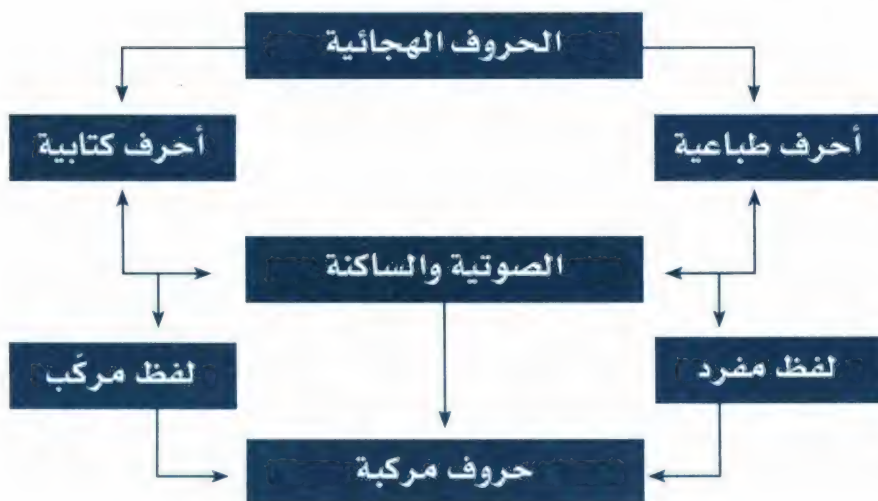 الحروف الهجائية
أحرف طباعية
أحرف كتابية
الصوتية والساكنة
لفظ مفرد
لفظ مركّب
حروف مركبة